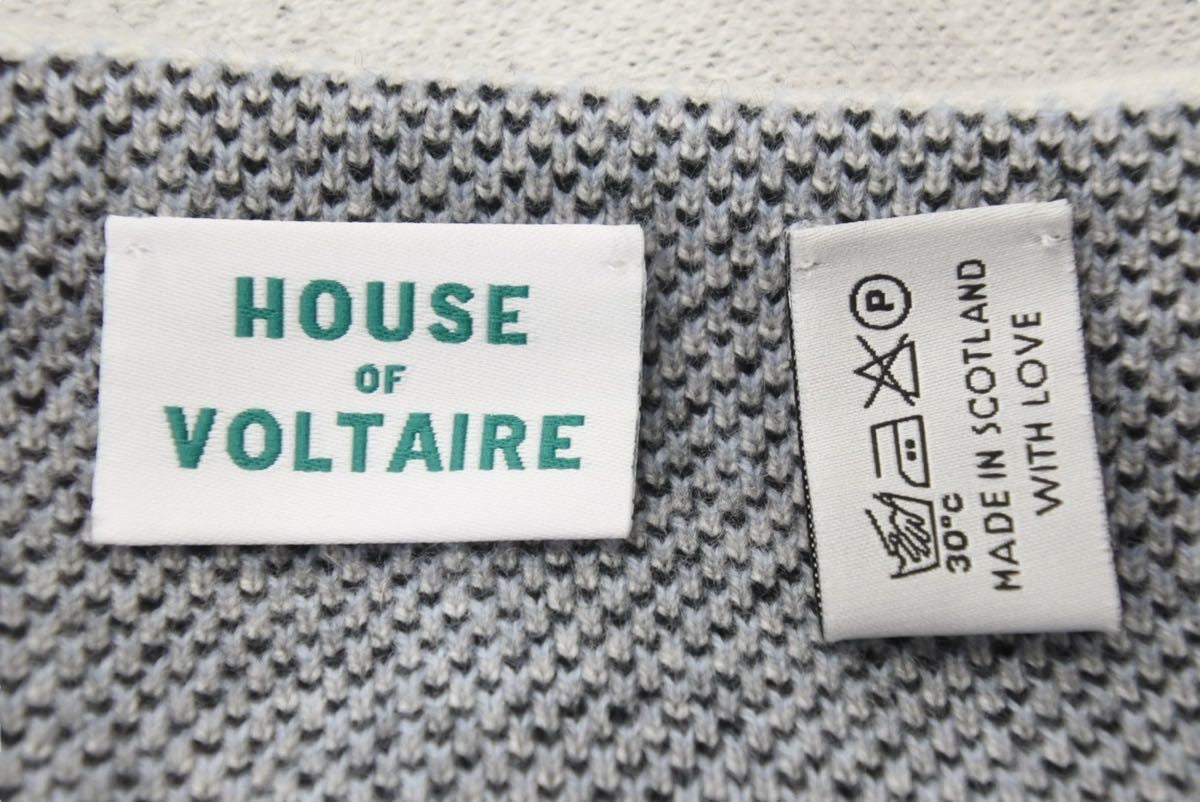 HOUSE
OF
VOLTAIRE
P
30°C
MADE IN SCOTLAND
WITH LOVE